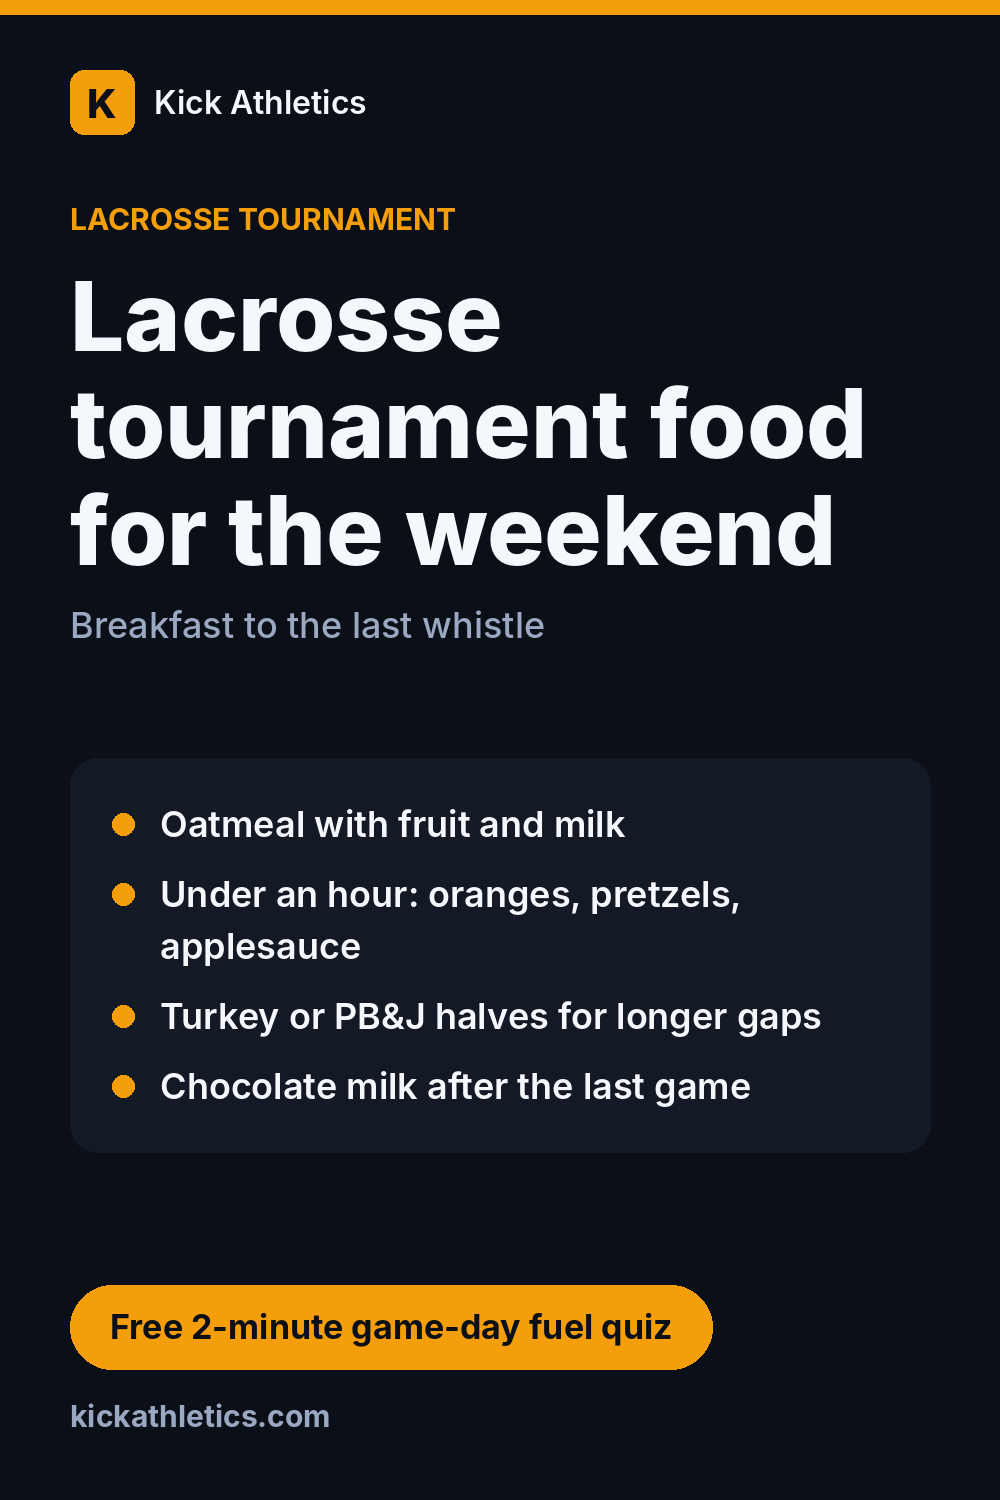 K
Kick Athletics
LACROSSE TOURNAMENT
Lacrosse
tournament food
for the weekend
Breakfast to the last whistle
Oatmeal with fruit and milk
Under an hour: oranges, pretzels,
applesauce
Turkey or PB&J halves for longer gaps
Chocolate milk after the last game
Free 2-minute game-day fuel quiz
kickathletics.com